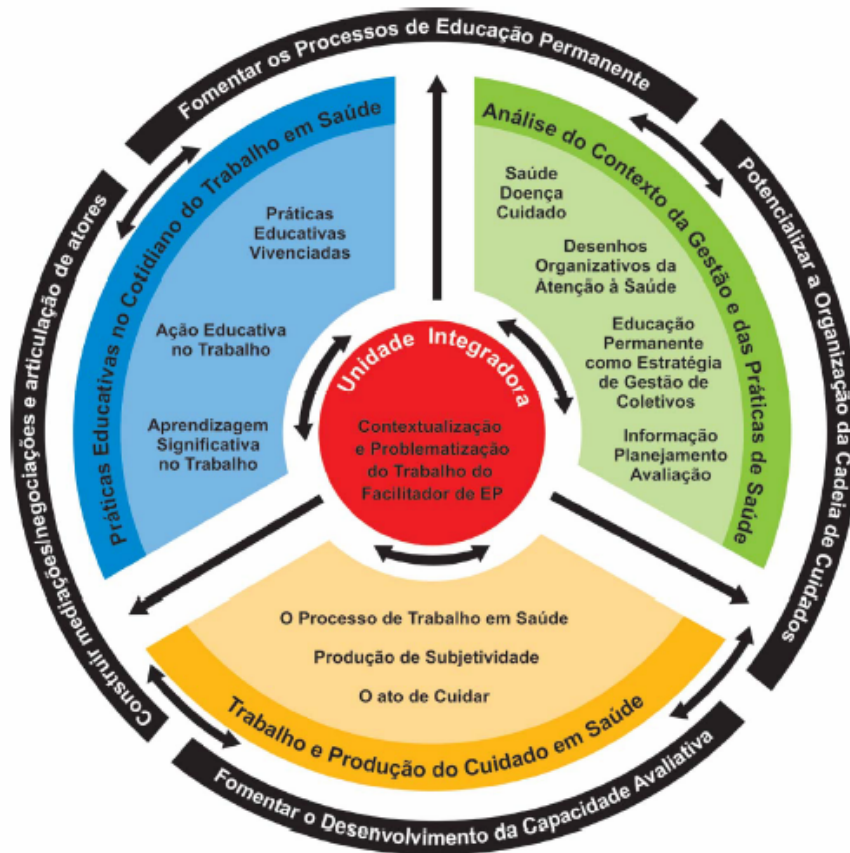 Fomentar os Processos de Educação Permanente
Potencializar a Organização da Cadeia de Cuidados
Fomentar o Desenvolvimento da Capacidade Avaliativa
Construir mediações/negociações e articulação de atores
Práticas Educativas no Cotidiano do Trabalho em Saúde
Práticas
Educativas
Vivenciadas
Ação Educativa
no Trabalho
Aprendizagem
Significativa
no Trabalho
Análise do Contexto da Gestão e das Práticas de Saúde
Saúde
Doença
Cuidado
Desenhos
Organizativos da
Atenção à Saúde
Educação
Permanente
como Estratégia
de Gestão de
Coletivos
Informação
Planejamento
Avaliação
Unidade Integradora
Contextualização
e Problematização
do Trabalho do
Facilitador de EP
O Processo de Trabalho em Saúde
Produção de Subjetividade
O ato de Cuidar
Trabalho e Produção do Cuidado em Saúde